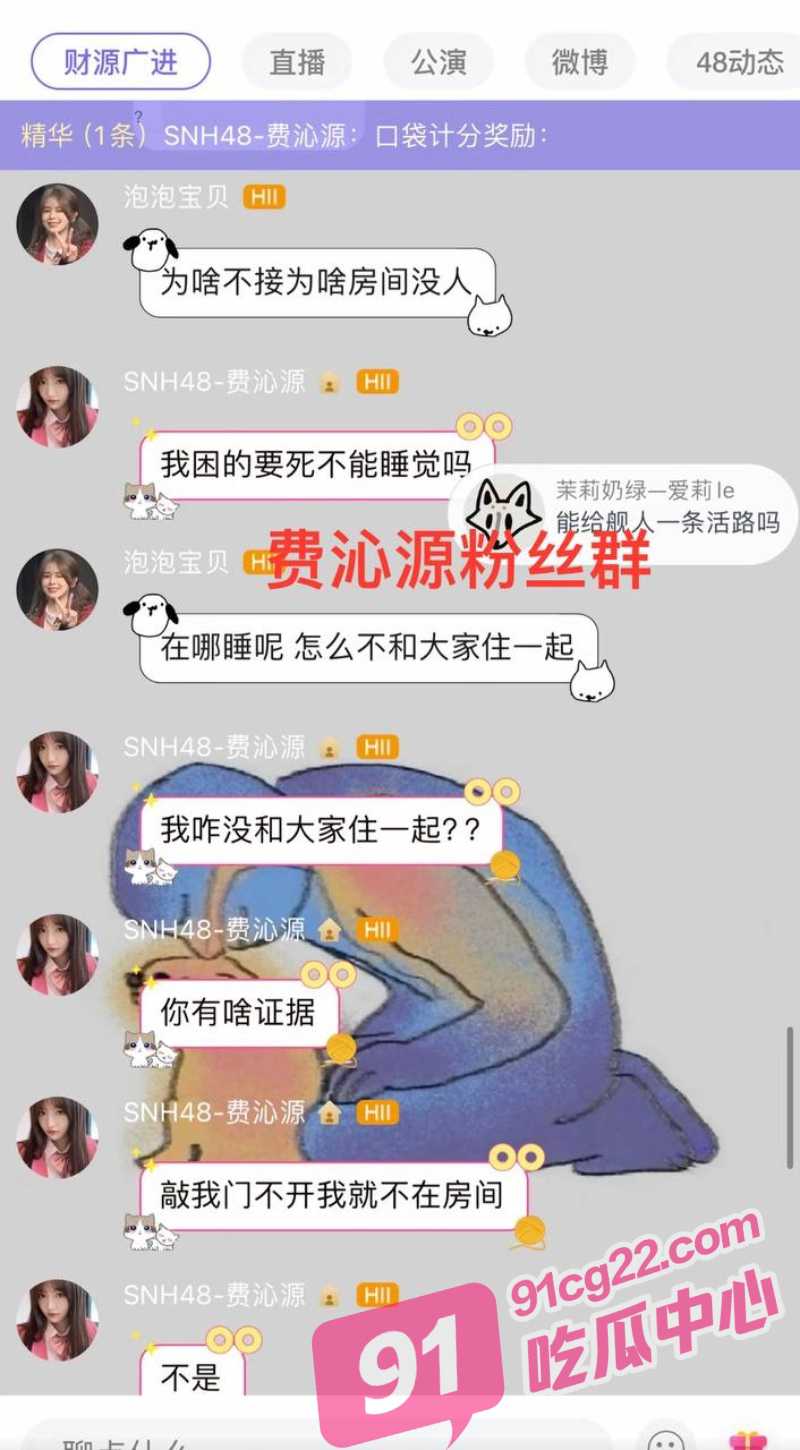 财源广进
直播
公演
微博
48动态
?
精华（1条）SNH48-费沁源：口袋计分奖励：
泡泡宝贝 HII
为啥不接为啥房间没人
SNH48-费沁源 HII
我困的要死不能睡觉吗
茉莉奶绿—爱莉le
能给舰人一条活路吗
费沁源粉丝群
泡泡宝贝
在哪睡呢 怎么不和大家住一起
SNH48-费沁源 HII
我咋没和大家住一起??
SNH48-费沁源 HII
你有啥证据
SNH48-费沁源 HII
敲我门不开我就不在房间
SNH48-费沁源 HII
不是
91
91cg22.com
吃瓜中心